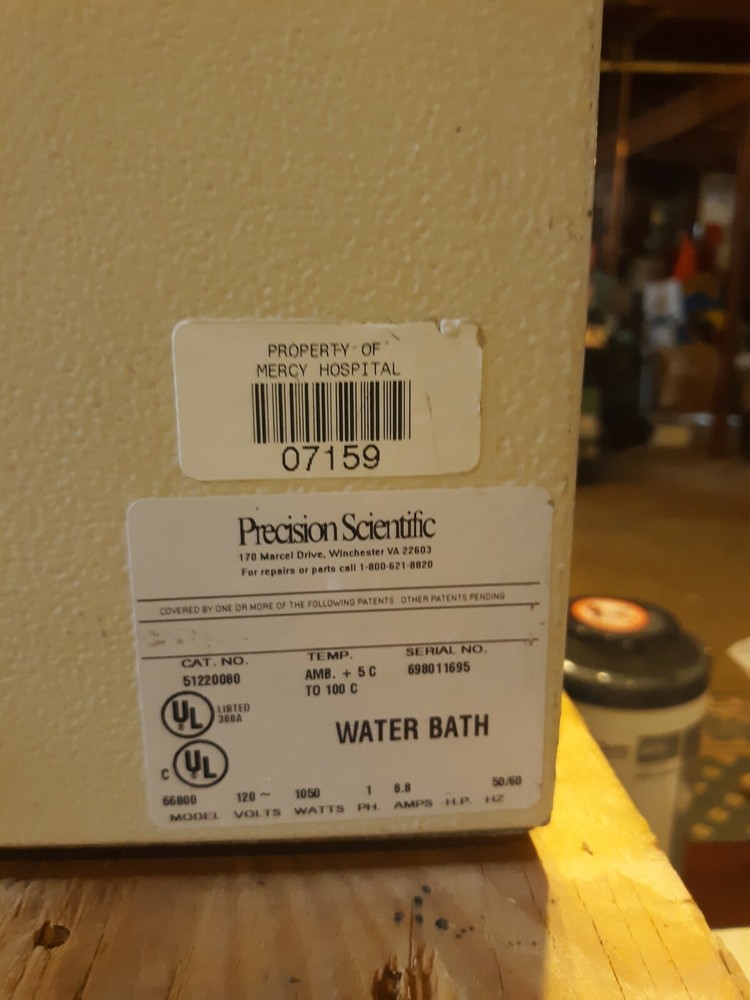 PROPERTY OF
MERCY HOSPITAL
07159
Precision Scientific
170 Marcel Drive, Winchester VA 22603
For repairs or parts call 1-800-621-8820
COVERED BY ONE OR MORE OF THE FOLLOWING PATENTS OTHER PATENTS PENDING
CAT. NO. TEMP. SERIAL NO.
51220080 AMB. + 5 C 698011695
TO 100 C
UL LISTED
368A
WATER BATH
C UL
66800 120 ~ 1050 1 8.8 50/60
MODEL VOLTS WATTS PH. AMPS H.P. HZ